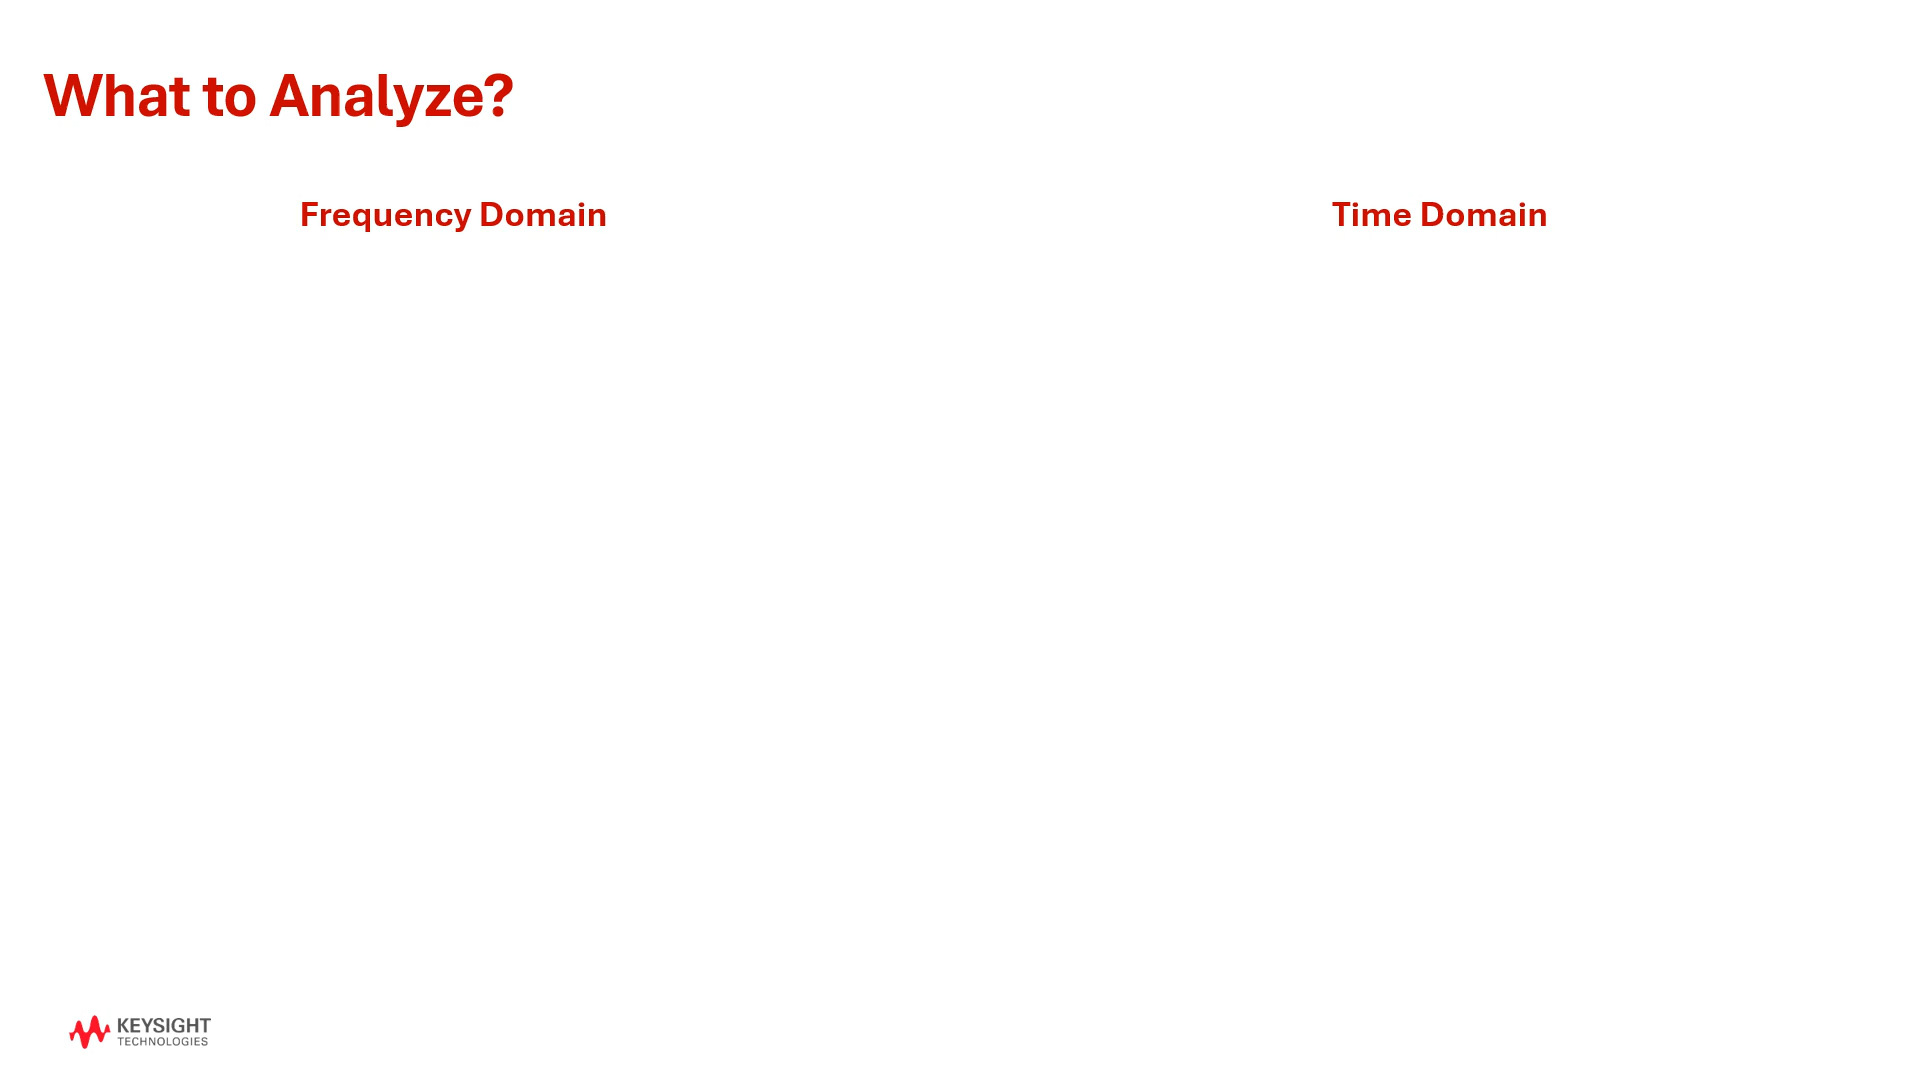 What to Analyze?
Frequency Domain
Time Domain
KEYSIGHT
TECHNOLOGIES